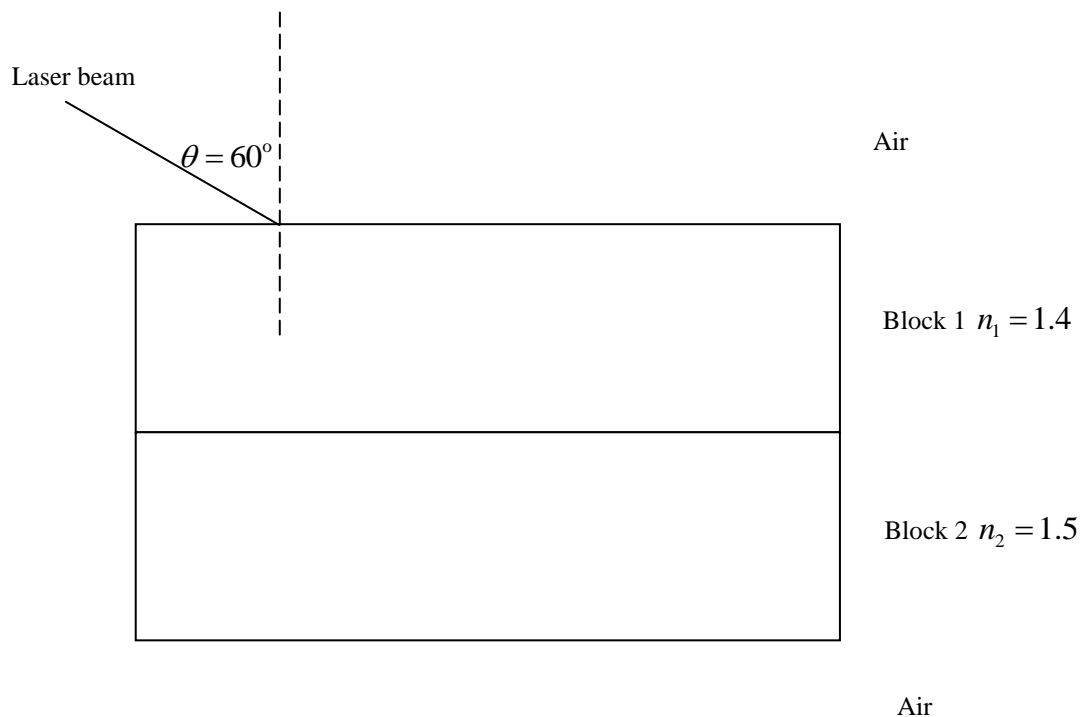 Laser beam
θ = 60°
Air
Block 1 n₁ = 1.4
Block 2 n₂ = 1.5
Air